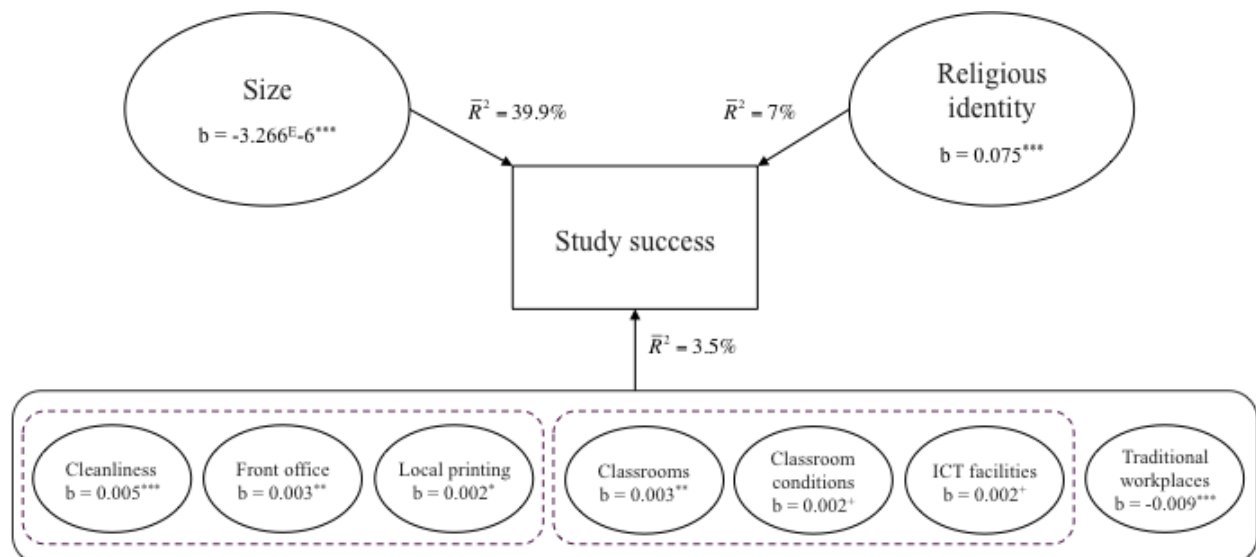 Size
b = -3.266ᴱ-6***
R̄² = 39.9%
R̄² = 7%
Religious
identity
b = 0.075***
Study success
R̄² = 3.5%
Cleanliness
b = 0.005***
Front office
b = 0.003**
Local printing
b = 0.002*
Classrooms
b = 0.003**
Classroom
conditions
b = 0.002⁺
ICT facilities
b = 0.002⁺
Traditional
workplaces
b = -0.009***